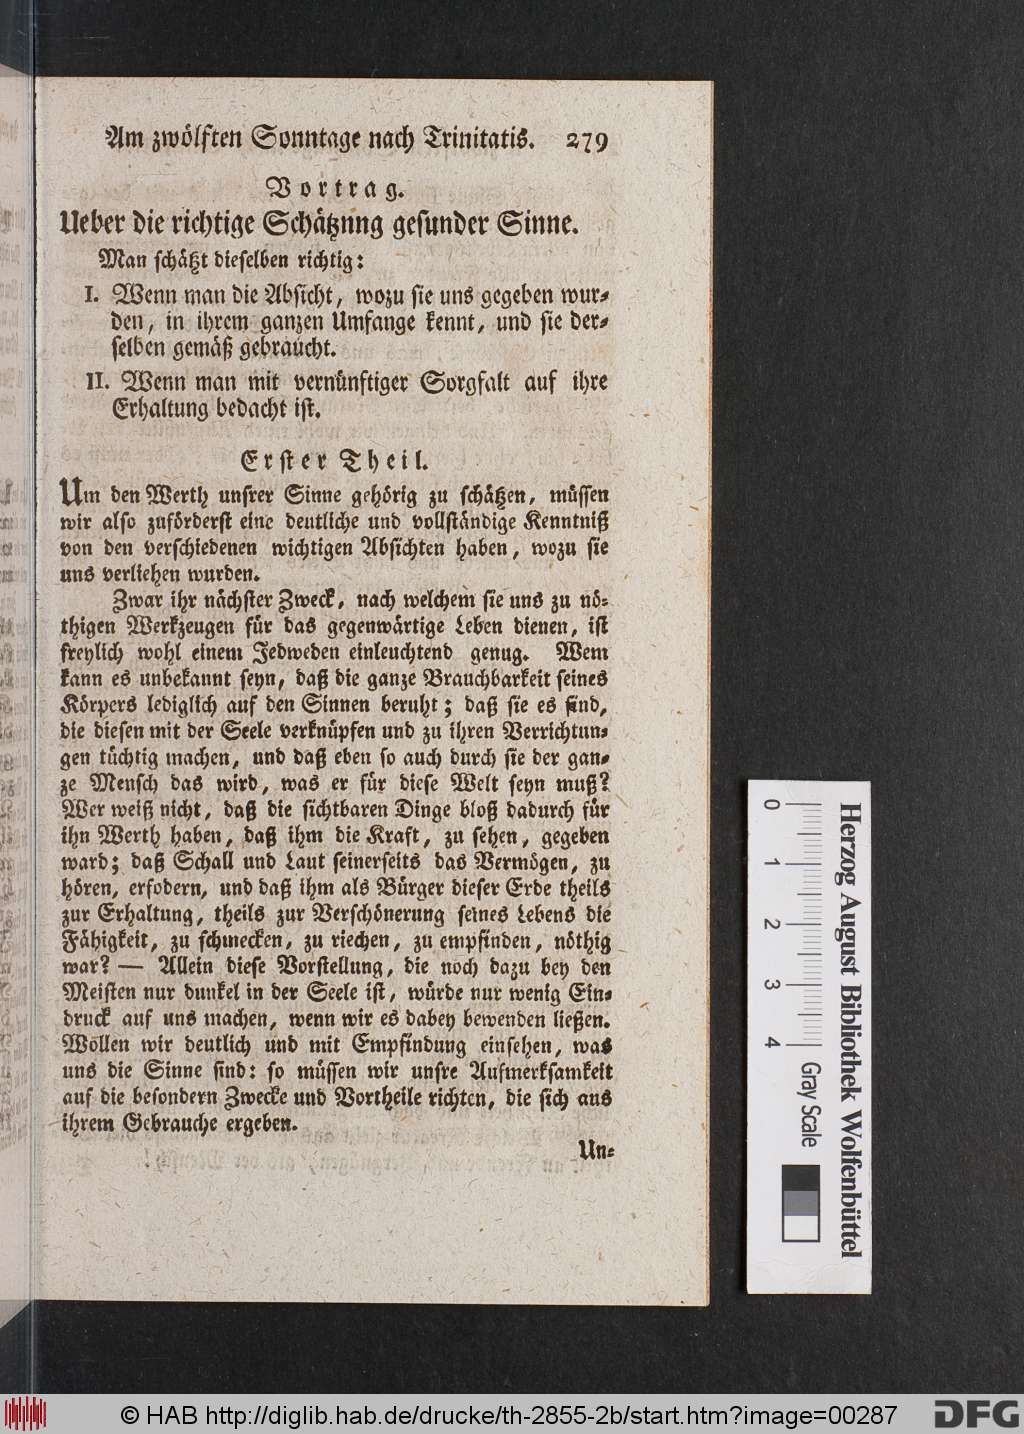 Am zwölften Sonntage nach Trinitatis. 279
Vortrag.
Ueber die richtige Schätzung gesunder Sinne.
Man schätzt dieselben richtig:
I. Wenn man die Absicht, wozu sie uns gegeben wur-
den, in ihrem ganzen Umfange kennt, und sie der-
selben gemäß gebraucht.
II. Wenn man mit vernünftiger Sorgfalt auf ihre
Erhaltung bedacht ist.
Erster Theil.
Um den Werth unsrer Sinne gehörig zu schätzen, müssen
wir also zuförderst eine deutliche und vollständige Kenntniß
von den verschiedenen wichtigen Absichten haben, wozu sie
uns verliehen wurden.
Zwar ihr nächster Zweck, nach welchem sie uns zu nö-
thigen Werkzeugen für das gegenwärtige Leben dienen, ist
freylich wohl einem Jedweden einleuchtend genug. Wem
kann es unbekannt seyn, daß die ganze Brauchbarkeit seines
Körpers lediglich auf den Sinnen beruht; daß sie es sind,
die diesen mit der Seele verknüpfen und zu ihren Verrichtun-
gen tüchtig machen, und daß eben so auch durch sie der gan-
ze Mensch das wird, was er für diese Welt seyn muß?
Wer weiß nicht, daß die sichtbaren Dinge bloß dadurch für
ihn Werth haben, daß ihm die Kraft, zu sehen, gegeben
ward; daß Schall und Laut seinerseits das Vermögen, zu
hören, erfodern, und daß ihm als Bürger dieser Erde theils
zur Erhaltung, theils zur Verschönerung seines Lebens die
Fähigkeit, zu schmecken, zu riechen, zu empfinden, nöthig
war? — Allein diese Vorstellung, die noch dazu bey den
Meisten nur dunkel in der Seele ist, würde nur wenig Ein-
druck auf uns machen, wenn wir es dabey bewenden ließen.
Wollen wir deutlich und mit Empfindung einsehen, was
uns die Sinne sind: so müssen wir unsre Aufmerksamkeit
auf die besondern Zwecke und Vortheile richten, die sich aus
ihrem Gebrauche ergeben.
Un-
0 1 2 3 4 Gray Scale
Herzog August Bibliothek Wolfenbüttel
© HAB http://diglib.hab.de/drucke/th-2855-2b/start.htm?image=00287
DFG